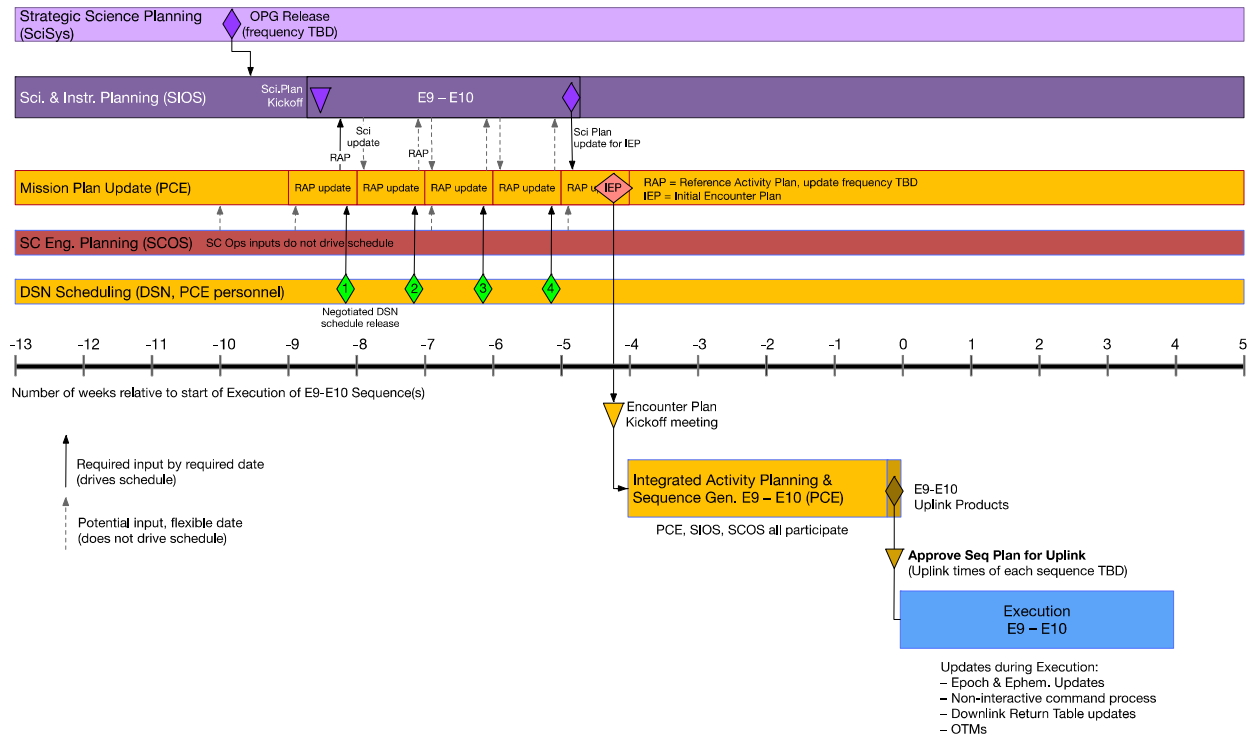 Strategic Science Planning
(SciSys)
OPG Release
(frequency TBD)
Sci. & Instr. Planning (SIOS)
Sci.Plan
Kickoff
E9 – E10
RAP
Sci
update
RAP
Sci Plan
update for IEP
Mission Plan Update (PCE)
RAP update
RAP update
RAP update
RAP update
RAP u
IEP
RAP = Reference Activity Plan, update frequency TBD
IEP = Initial Encounter Plan
SC Eng. Planning (SCOS)
SC Ops inputs do not drive schedule
DSN Scheduling (DSN, PCE personnel)
1
2
3
4
Negotiated DSN
schedule release
-13 -12 -11 -10 -9 -8 -7 -6 -5 -4 -3 -2 -1 0 1 2 3 4 5
Number of weeks relative to start of Execution of E9-E10 Sequence(s)
Encounter Plan
Kickoff meeting
Required input by required date
(drives schedule)
Potential input, flexible date
(does not drive schedule)
Integrated Activity Planning &
Sequence Gen. E9 – E10 (PCE)
E9-E10
Uplink Products
PCE, SIOS, SCOS all participate
Approve Seq Plan for Uplink
(Uplink times of each sequence TBD)
Execution
E9 – E10
Updates during Execution:
– Epoch & Ephem. Updates
– Non-interactive command process
– Downlink Return Table updates
– OTMs